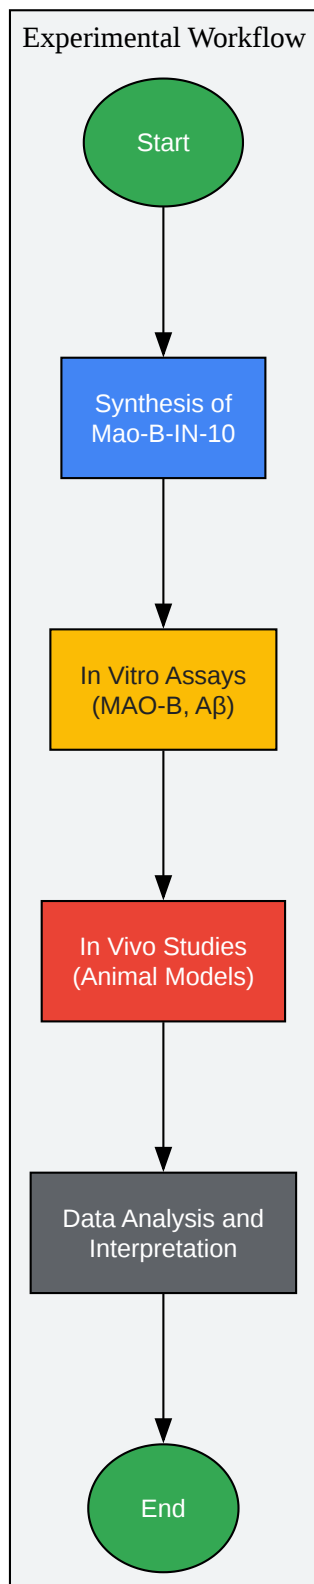 Experimental Workflow
Start
Synthesis of
Mao-B-IN-10
In Vitro Assays
(MAO-B, Aβ)
In Vivo Studies
(Animal Models)
Data Analysis and
Interpretation
End